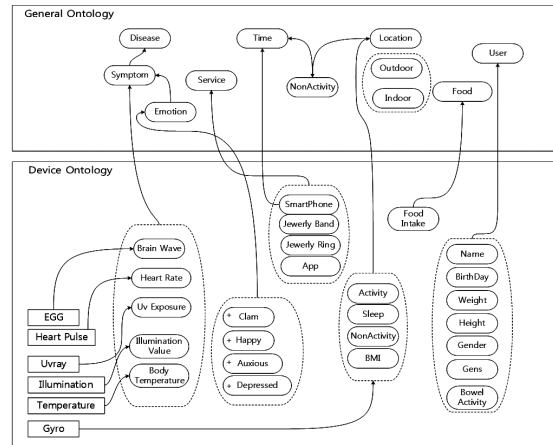 General Ontology
Disease
Time
Location
User
Symptom
Service
NonActivity
Outdoor
Indoor
Food
Emotion
Device Ontology
SmartPhone
Jewerly Band
Jewerly Ring
App
Food
Intake
Brain Wave
Heart Rate
Uv Exposure
Illumination
Value
Body
Temperature
+ Clam
+ Happy
+ Auxious
+ Depressed
Activity
Sleep
NonActivity
BMI
Name
BirthDay
Weight
Height
Gender
Gens
Bowel
Activity
EGG
Heart Pulse
Uvray
Illumination
Temperature
Gyro